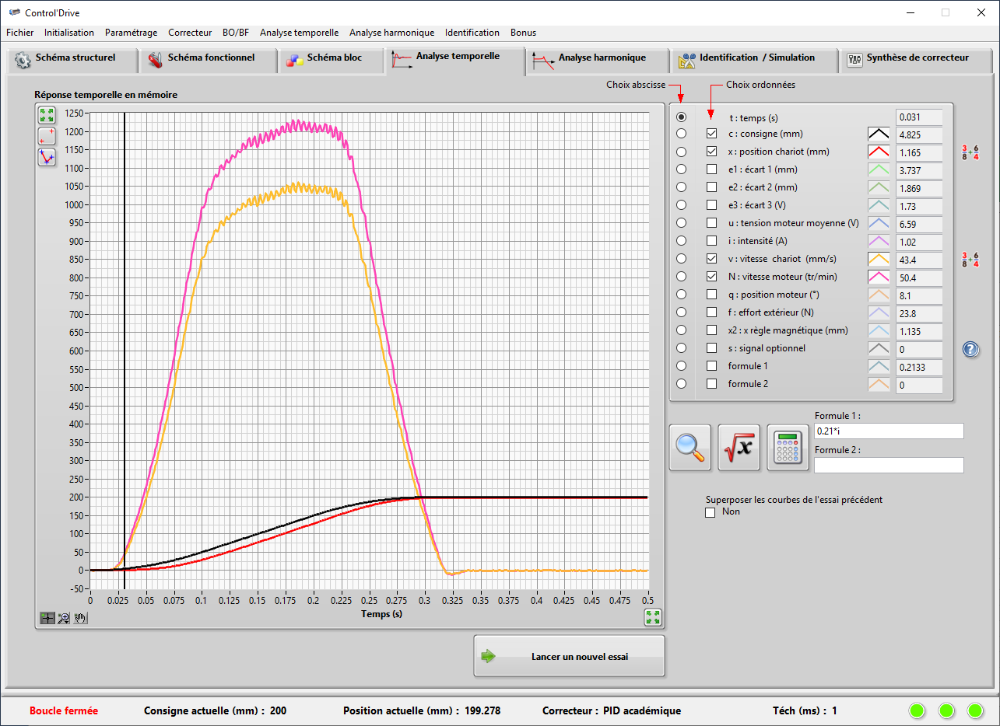 Control'Drive
Fichier Initialisation Paramétrage Correcteur BO/BF Analyse temporelle Analyse harmonique Identification Bonus
Schéma structurel Schéma fonctionnel Schéma bloc Analyse temporelle Analyse harmonique Identification / Simulation Synthèse de correcteur
Choix abscisse Choix ordonnées
Réponse temporelle en mémoire
1250
1200
1150
1100
1050
1000
950
900
850
800
750
700
650
600
550
500
450
400
350
300
250
200
150
100
50
0
-50
0 0.025 0.05 0.075 0.1 0.125 0.15 0.175 0.2 0.225 0.25 0.275 0.3 0.325 0.35 0.375 0.4 0.425 0.45 0.475 0.5
Temps (s)
t : temps (s) 0.031
c : consigne (mm) 4.825
x : position chariot (mm) 1.165
e1 : écart 1 (mm) 3.737
e2 : écart 2 (mm) 1.869
e3 : écart 3 (V) 1.73
u : tension moteur moyenne (V) 6.59
i : intensité (A) 1.02
v : vitesse chariot (mm/s) 43.4
N : vitesse moteur (tr/min) 50.4
q : position moteur (°) 8.1
f : effort extérieur (N) 23.8
x2 : x règle magnétique (mm) 1.135
s : signal optionnel 0
formule 1 0.2133
formule 2 0
3 6
8 + 4
3 6
8 + 4
?
Formule 1 :
0.21*i
Formule 2 :
√x
Superposer les courbes de l'essai précédent
Non
Lancer un nouvel essai
Boucle fermée Consigne actuelle (mm) : 200 Position actuelle (mm) : 199.278 Correcteur : PID académique Téch (ms) : 1